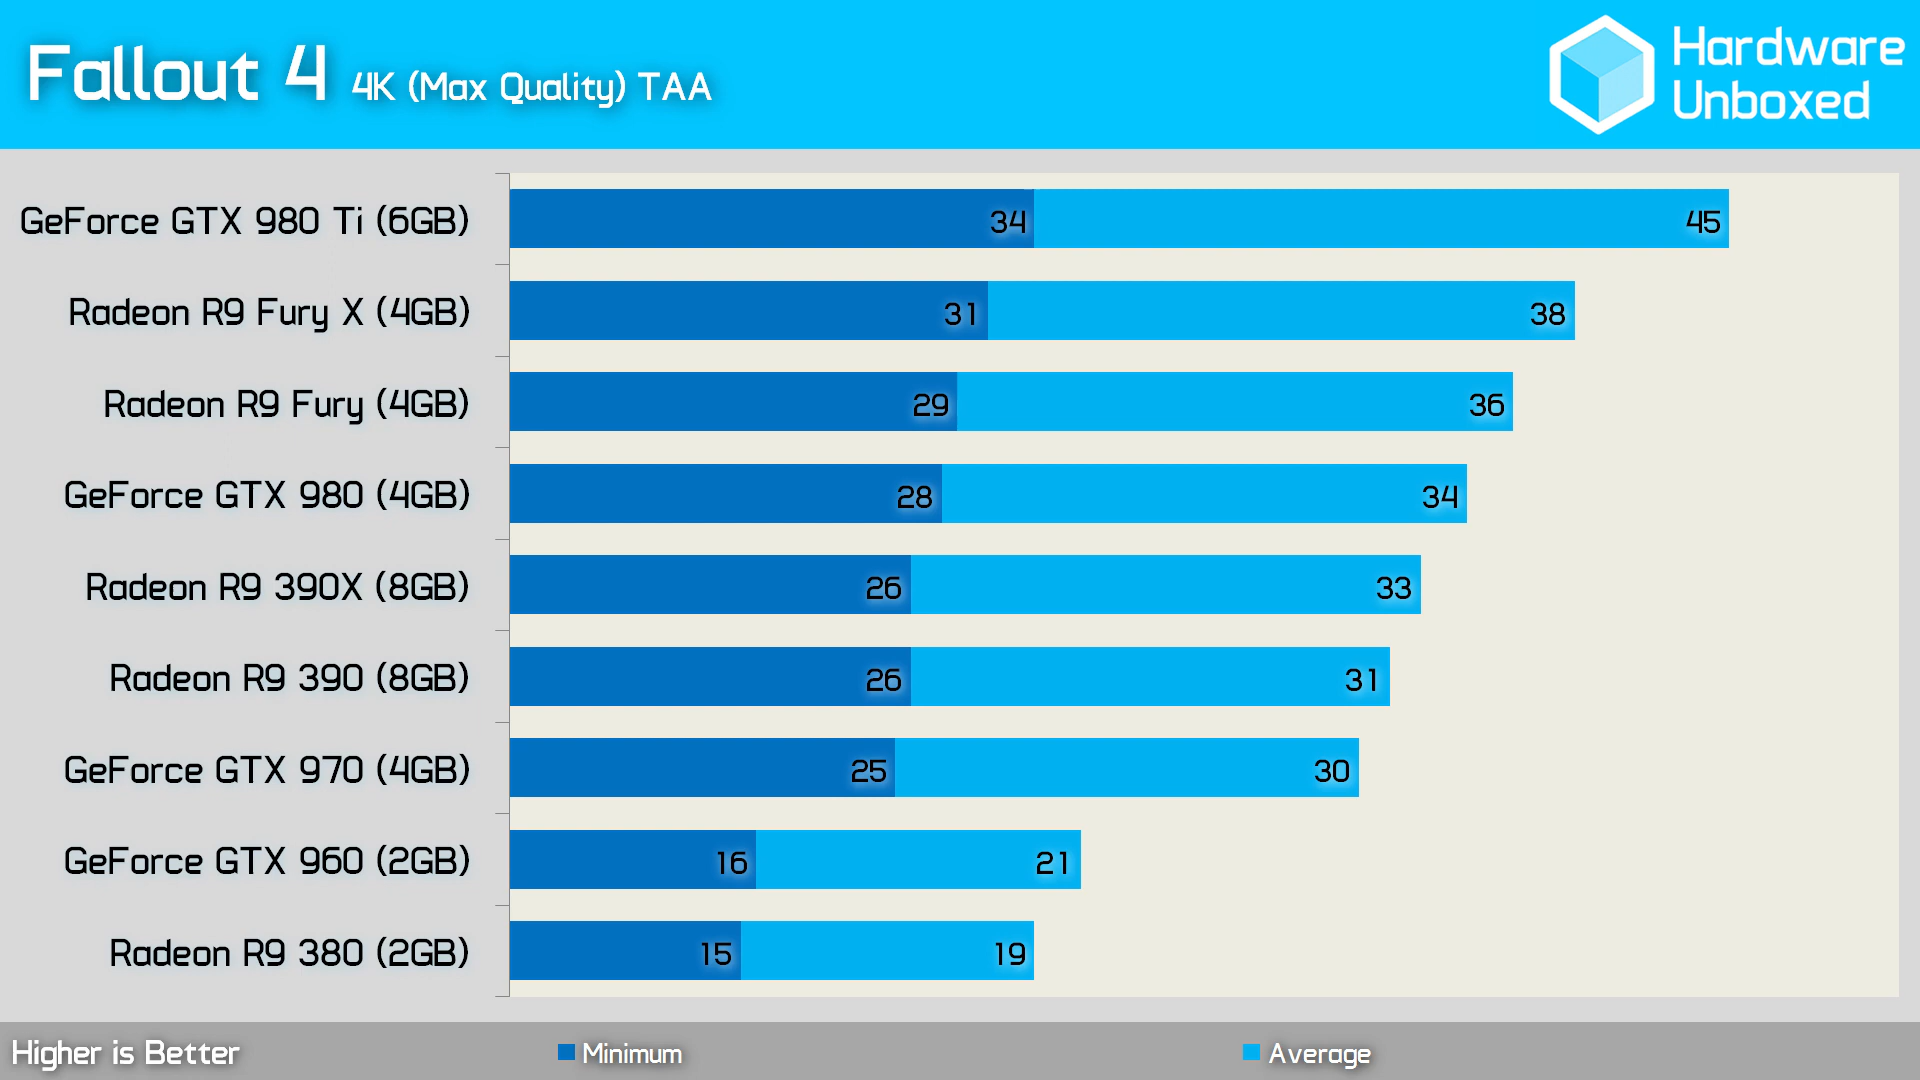 Fallout 4 4K (Max Quality) TAA
Hardware
Unboxed
GeForce GTX 980 Ti (6GB) 34 45
Radeon R9 Fury X (4GB) 31 38
Radeon R9 Fury (4GB) 29 36
GeForce GTX 980 (4GB) 28 34
Radeon R9 390X (8GB) 26 33
Radeon R9 390 (8GB) 26 31
GeForce GTX 970 (4GB) 25 30
GeForce GTX 960 (2GB) 16 21
Radeon R9 380 (2GB) 15 19
Higher is Better Minimum Average